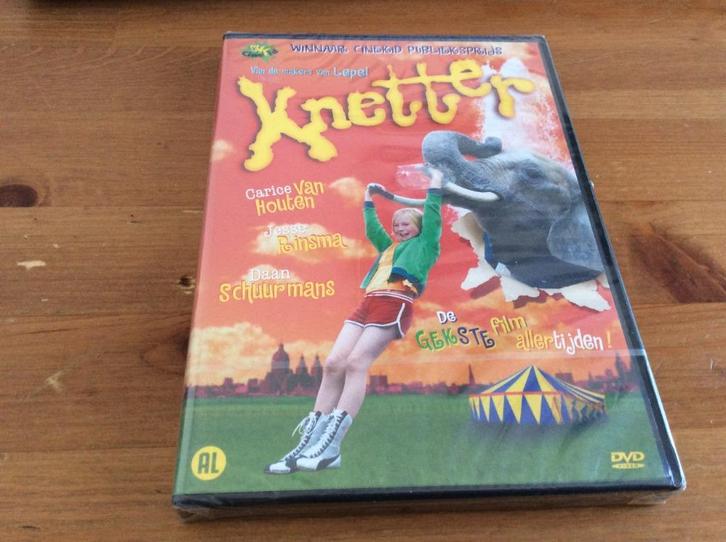 WINNAAR CINEKID PUBLIEKSPRIJS
Van de makers van Lepel
Knetter
Carice Van
Houten
Jesse
Rinsma
Daan
Schuurmans
De
GEKSTE film
allertijden!
AL
DVD
VIDEO